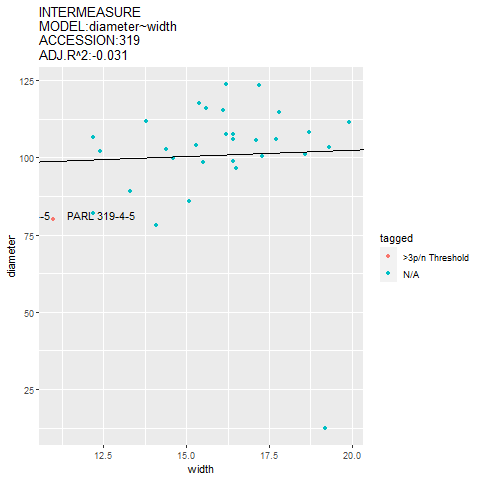 INTERMEASURE
MODEL:diameter~width
ACCESSION:319
ADJ.R^2:-0.031
125
100
75
50
25
diameter
-5
PARL 319-4-5
12.5
15.0
17.5
20.0
width
tagged
>3p/n Threshold
N/A